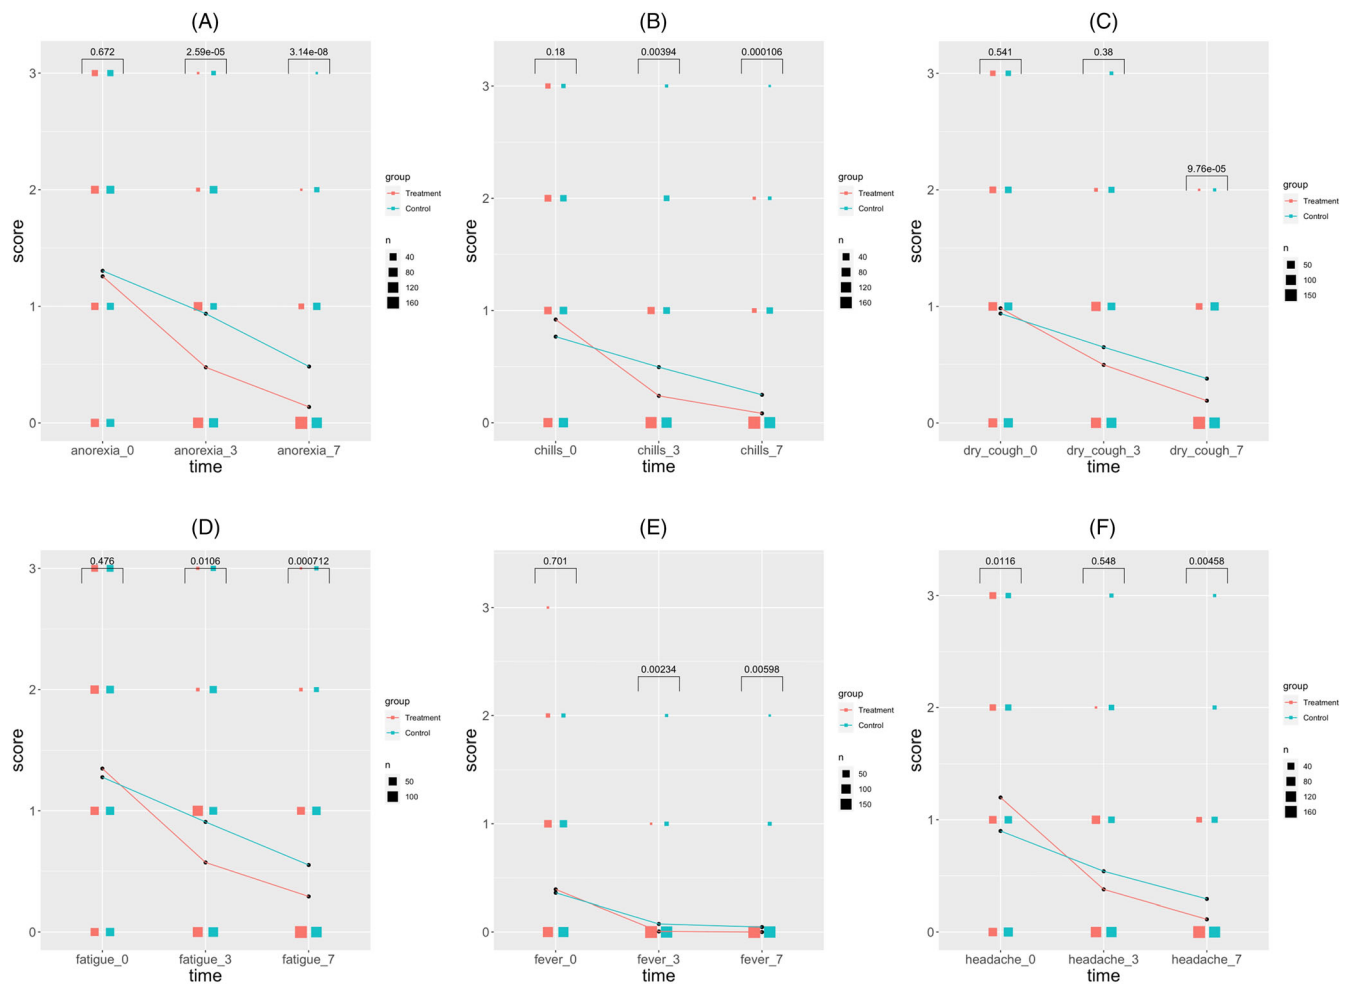 (A)
0.672 2.59e-05 3.14e-08
3
2
1
0
score
anorexia_0 anorexia_3 anorexia_7
time
group
Treatment
Control
n
40
80
120
160
(B)
0.18 0.00394 0.000106
3
2
1
0
score
chills_0 chills_3 chills_7
time
group
Treatment
Control
n
40
80
120
160
(C)
0.541 0.38
9.76e-05
3
2
1
0
score
dry_cough_0 dry_cough_3 dry_cough_7
time
group
Treatment
Control
n
50
100
150
(D)
0.476 0.0106 0.000712
3
2
1
0
score
fatigue_0 fatigue_3 fatigue_7
time
group
Treatment
Control
n
50
100
(E)
0.701
0.00234 0.00598
3
2
1
0
score
fever_0 fever_3 fever_7
time
group
Treatment
Control
n
50
100
150
(F)
0.0116 0.548 0.00458
3
2
1
0
score
headache_0 headache_3 headache_7
time
group
Treatment
Control
n
40
80
120
160